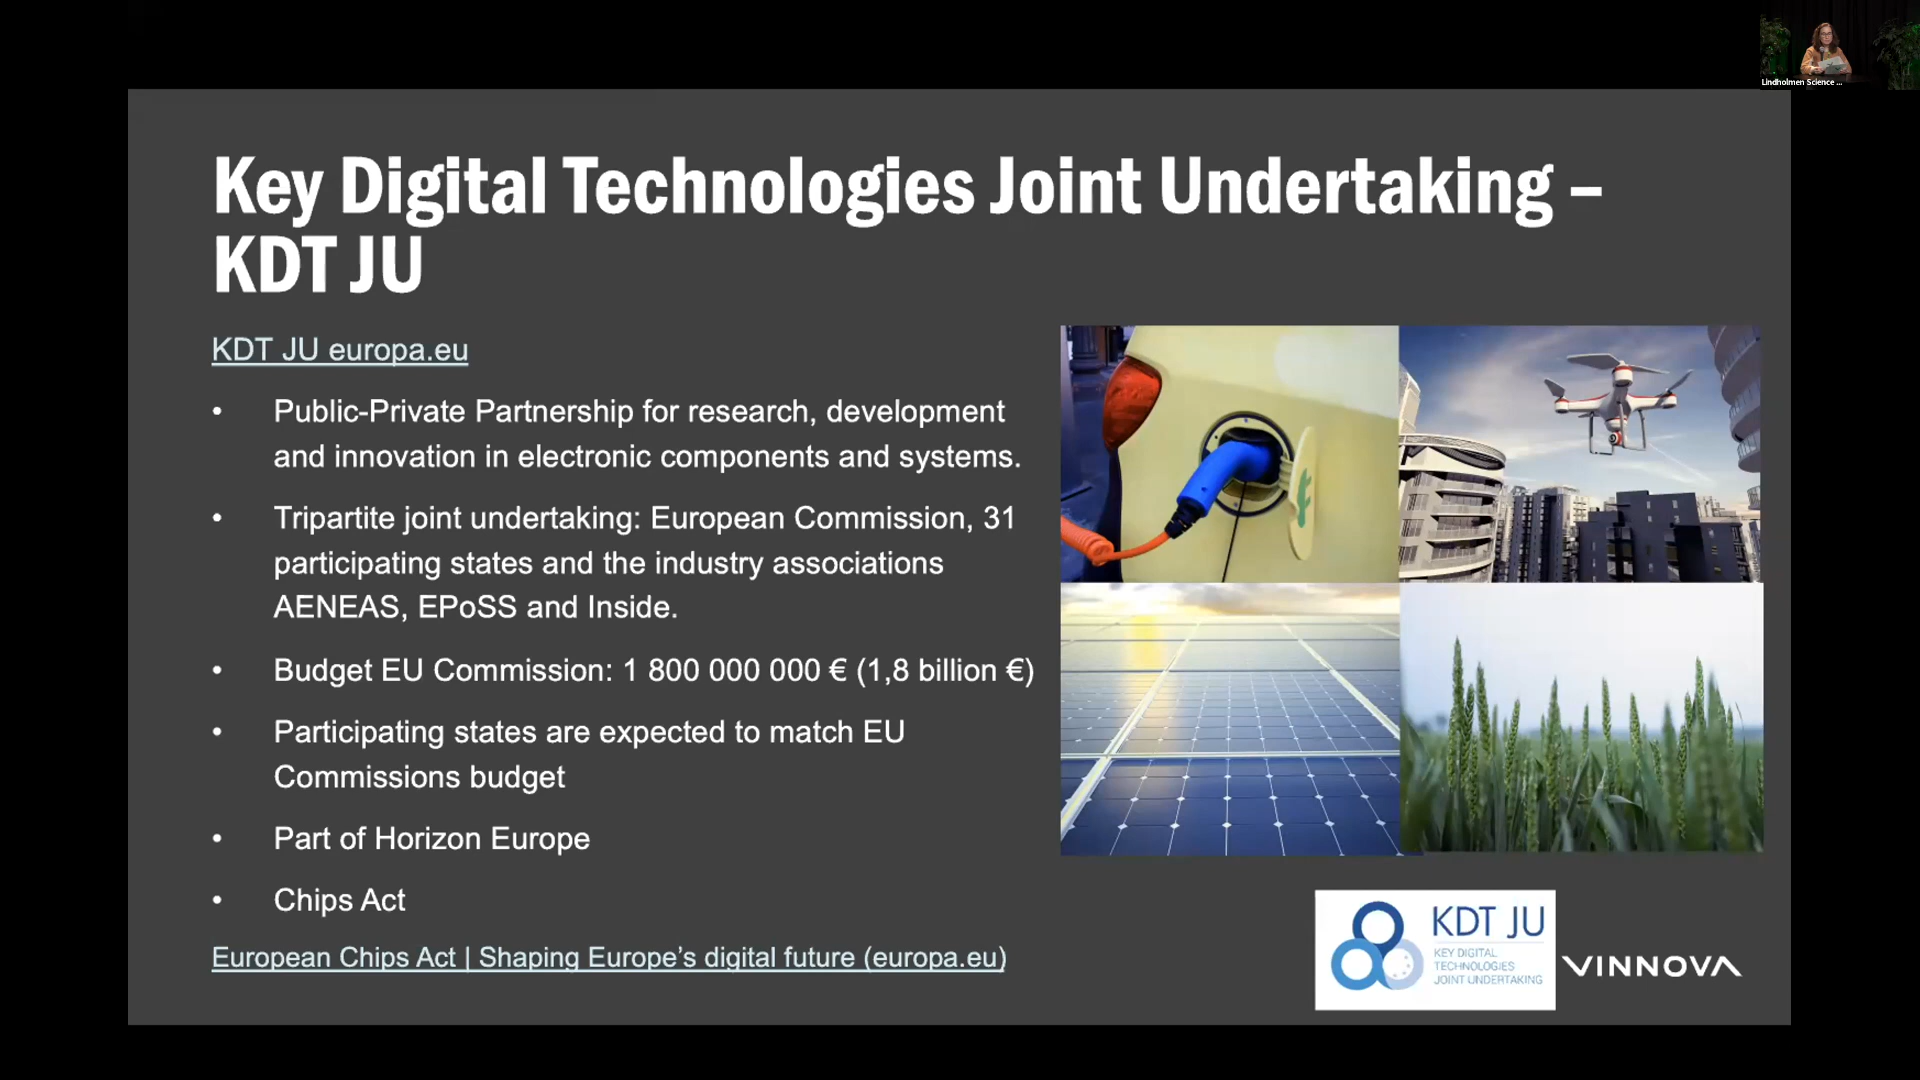 Lindholmen Science ...
Key Digital Technologies Joint Undertaking –
KDT JU
KDT JU europa.eu
• Public-Private Partnership for research, development
and innovation in electronic components and systems.
• Tripartite joint undertaking: European Commission, 31
participating states and the industry associations
AENEAS, EPoSS and Inside.
• Budget EU Commission: 1 800 000 000 € (1,8 billion €)
• Participating states are expected to match EU
Commissions budget
• Part of Horizon Europe
• Chips Act
European Chips Act | Shaping Europe’s digital future (europa.eu)
KDT JU
KEY DIGITAL
TECHNOLOGIES
JOINT UNDERTAKING
VINNOVA